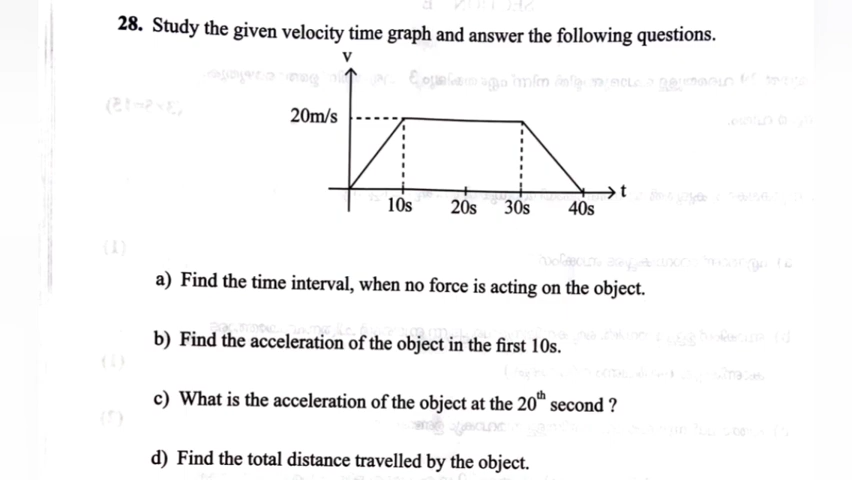 28. Study the given velocity time graph and answer the following questions.
v
20m/s
t
10s 20s 30s 40s
a) Find the time interval, when no force is acting on the object.
b) Find the acceleration of the object in the first 10s.
c) What is the acceleration of the object at the 20th second ?
d) Find the total distance travelled by the object.